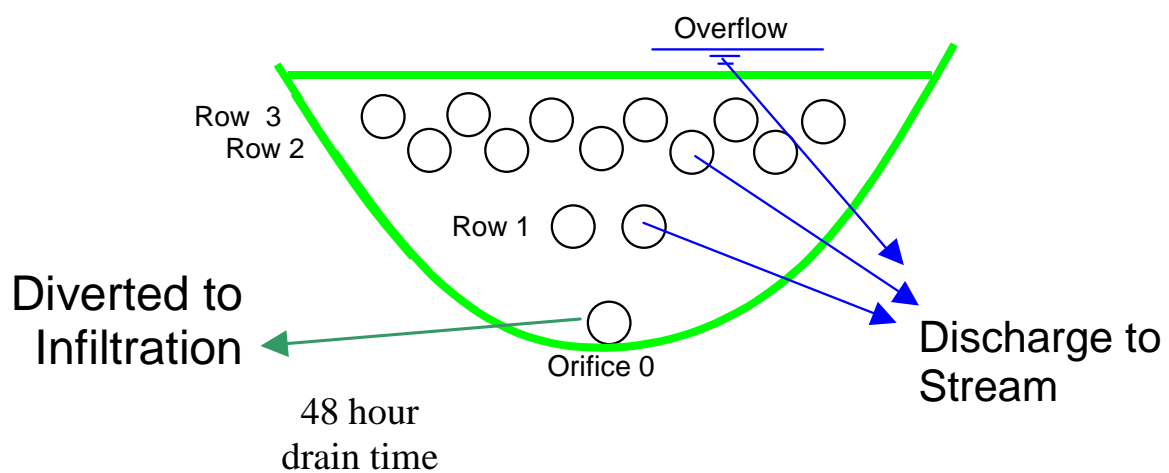 Overflow
Row 3
Row 2
Row 1
Diverted to
Infiltration
Orifice 0
Discharge to
Stream
48 hour
drain time